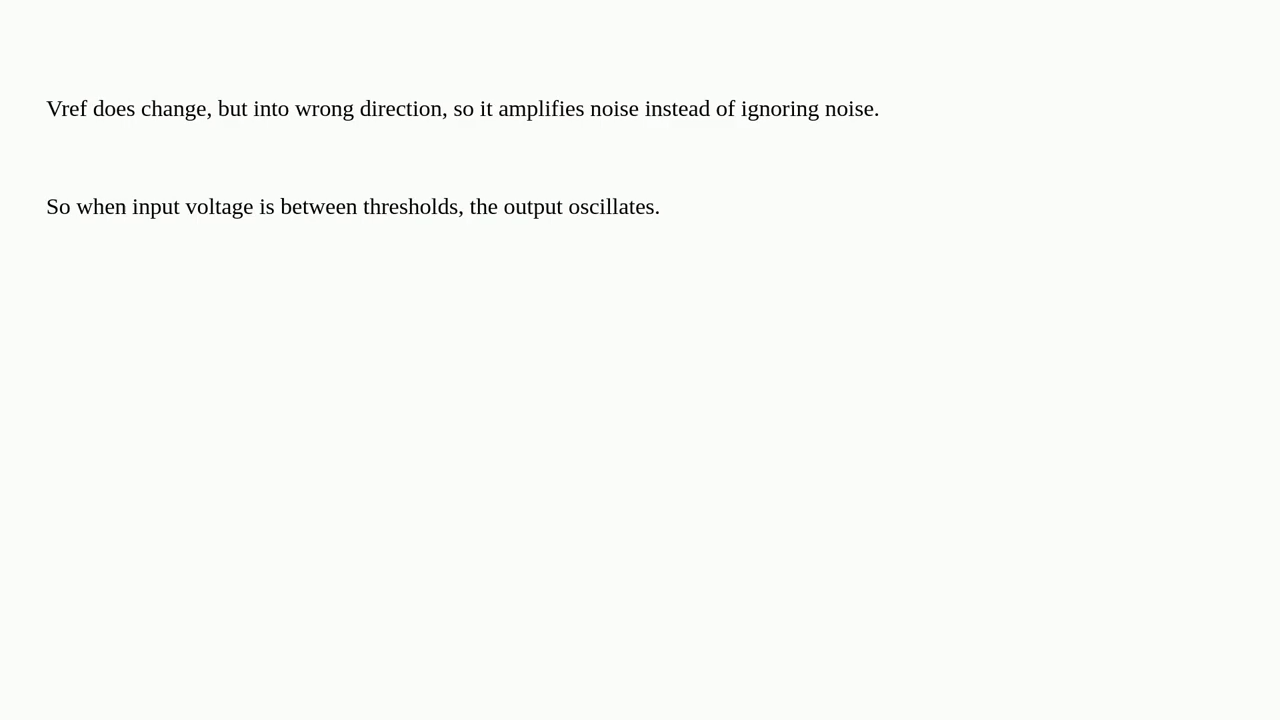 Vref does change, but into wrong direction, so it amplifies noise instead of ignoring noise.
So when input voltage is between thresholds, the output oscillates.